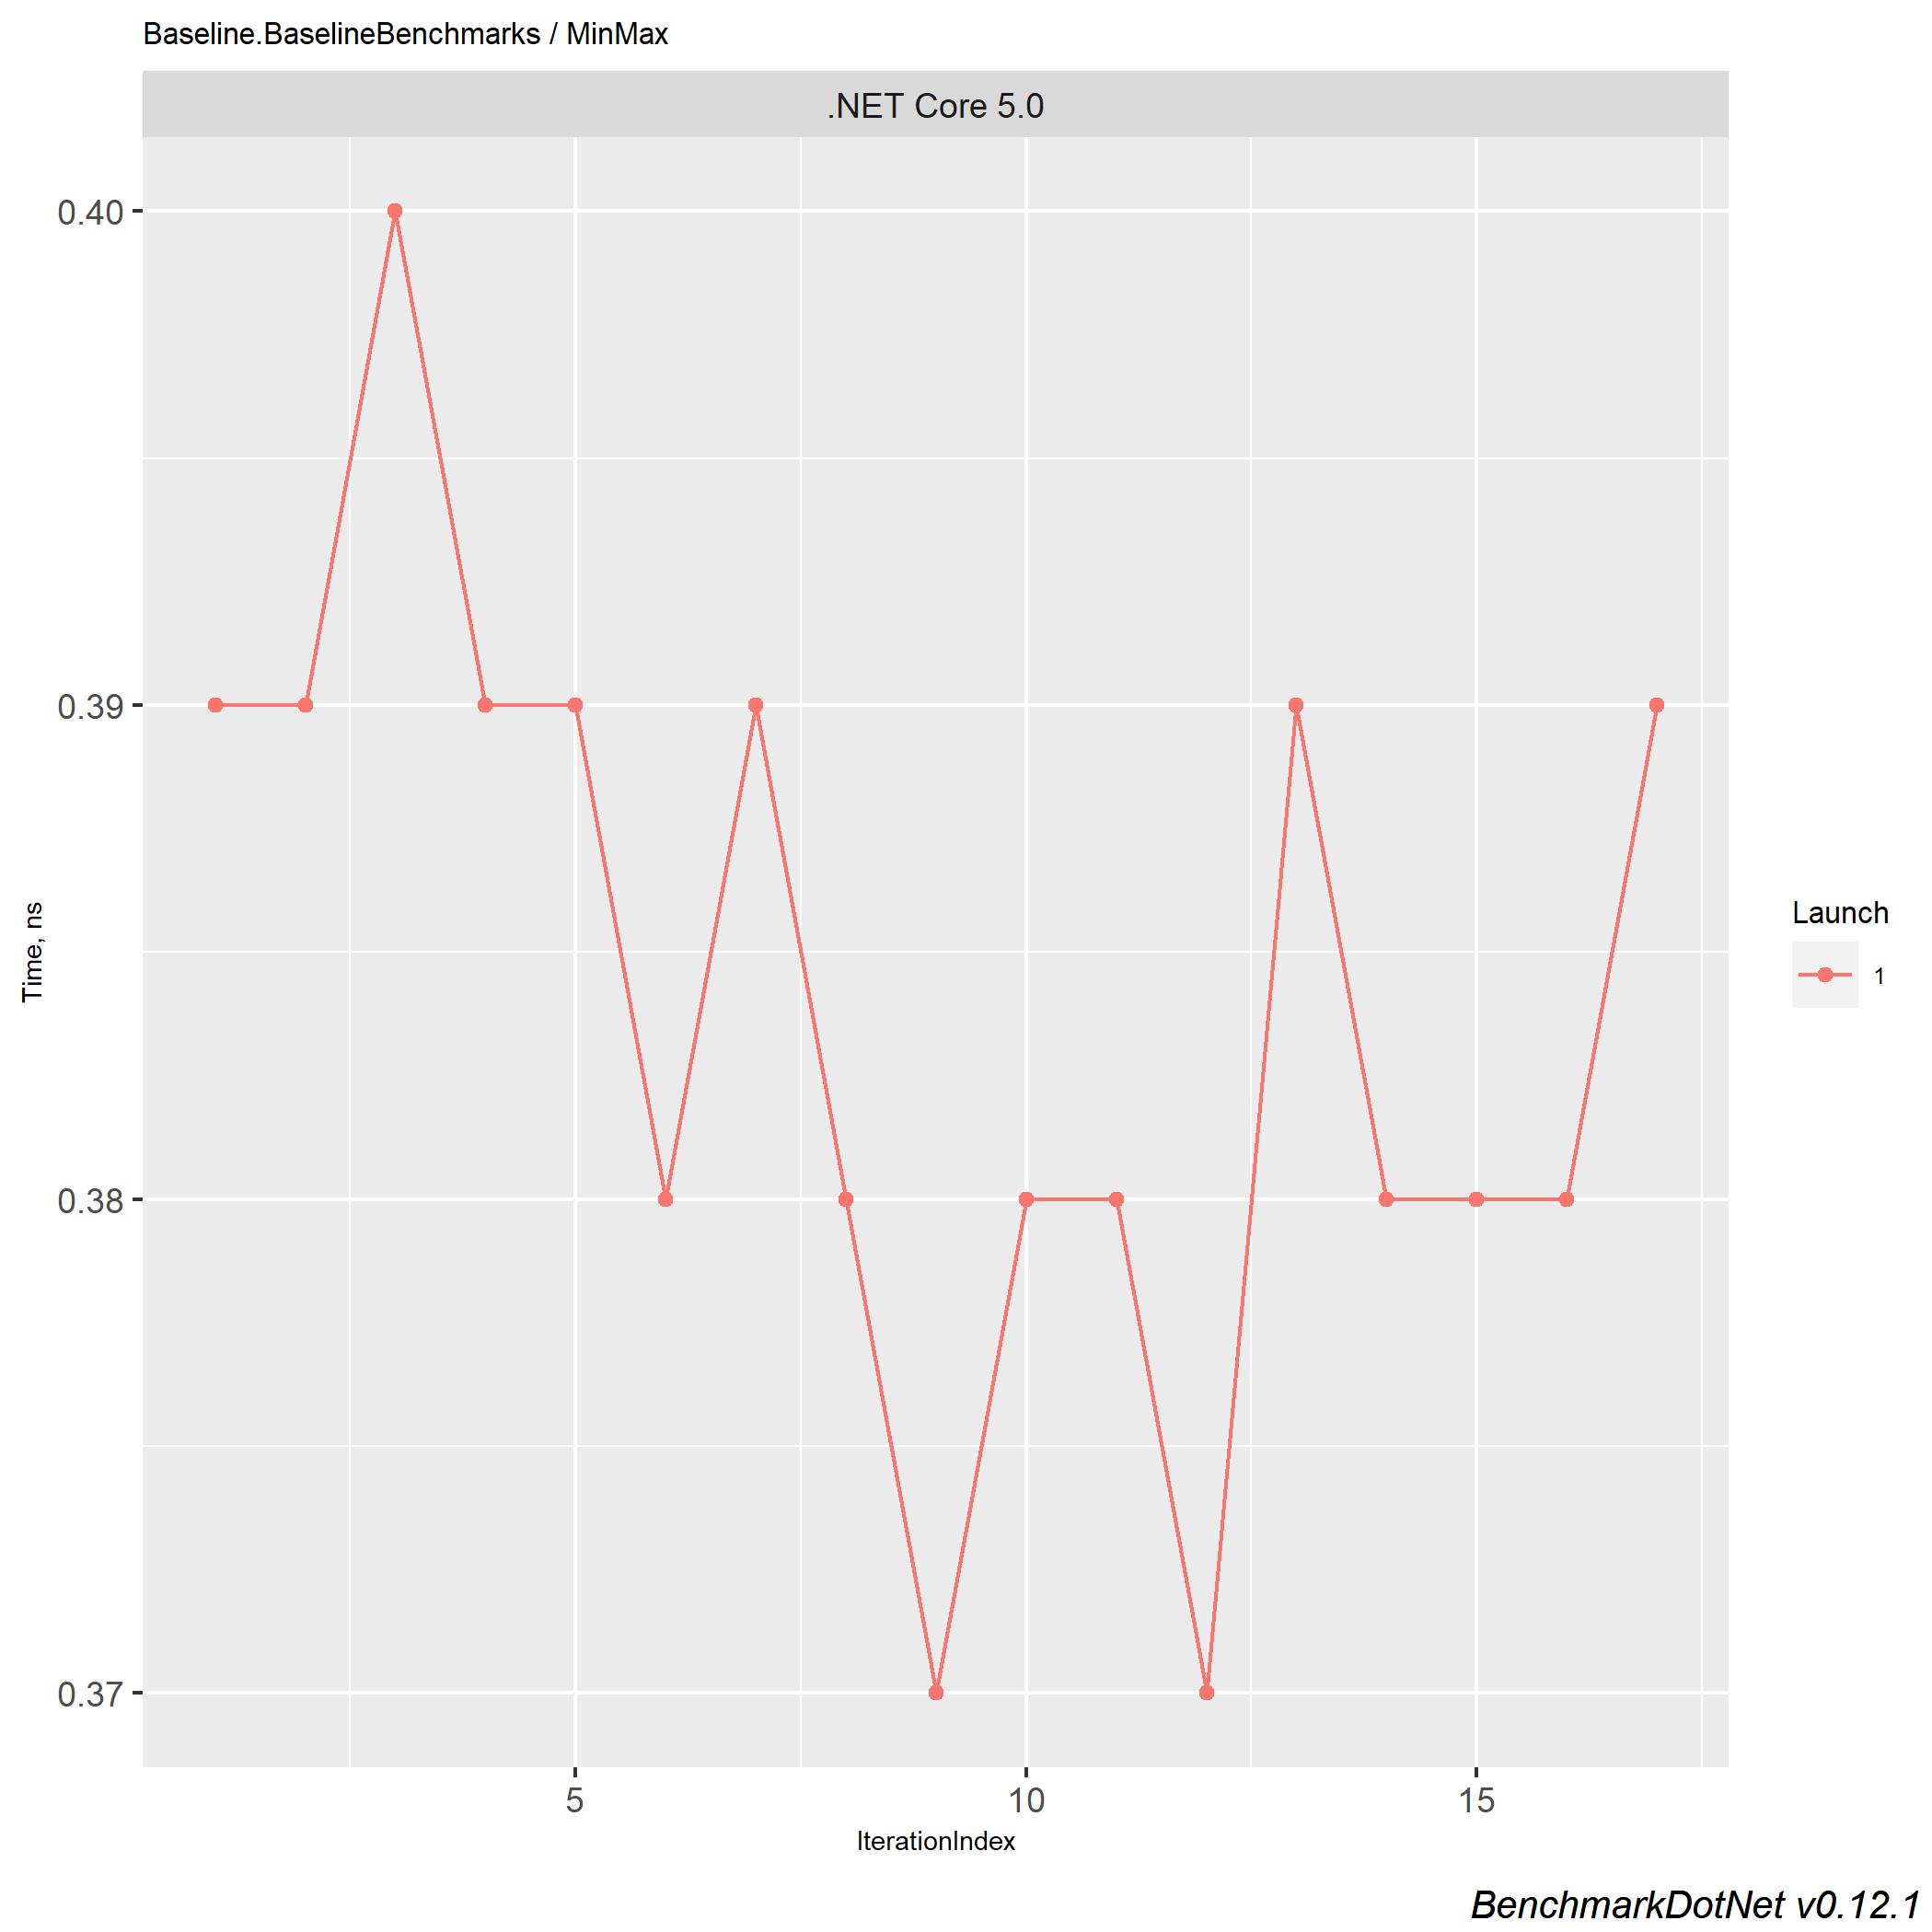 Baseline.BaselineBenchmarks / MinMax
.NET Core 5.0
0.40
0.39
0.38
0.37
Time, ns
5
10
15
IterationIndex
Launch
1
BenchmarkDotNet v0.12.1